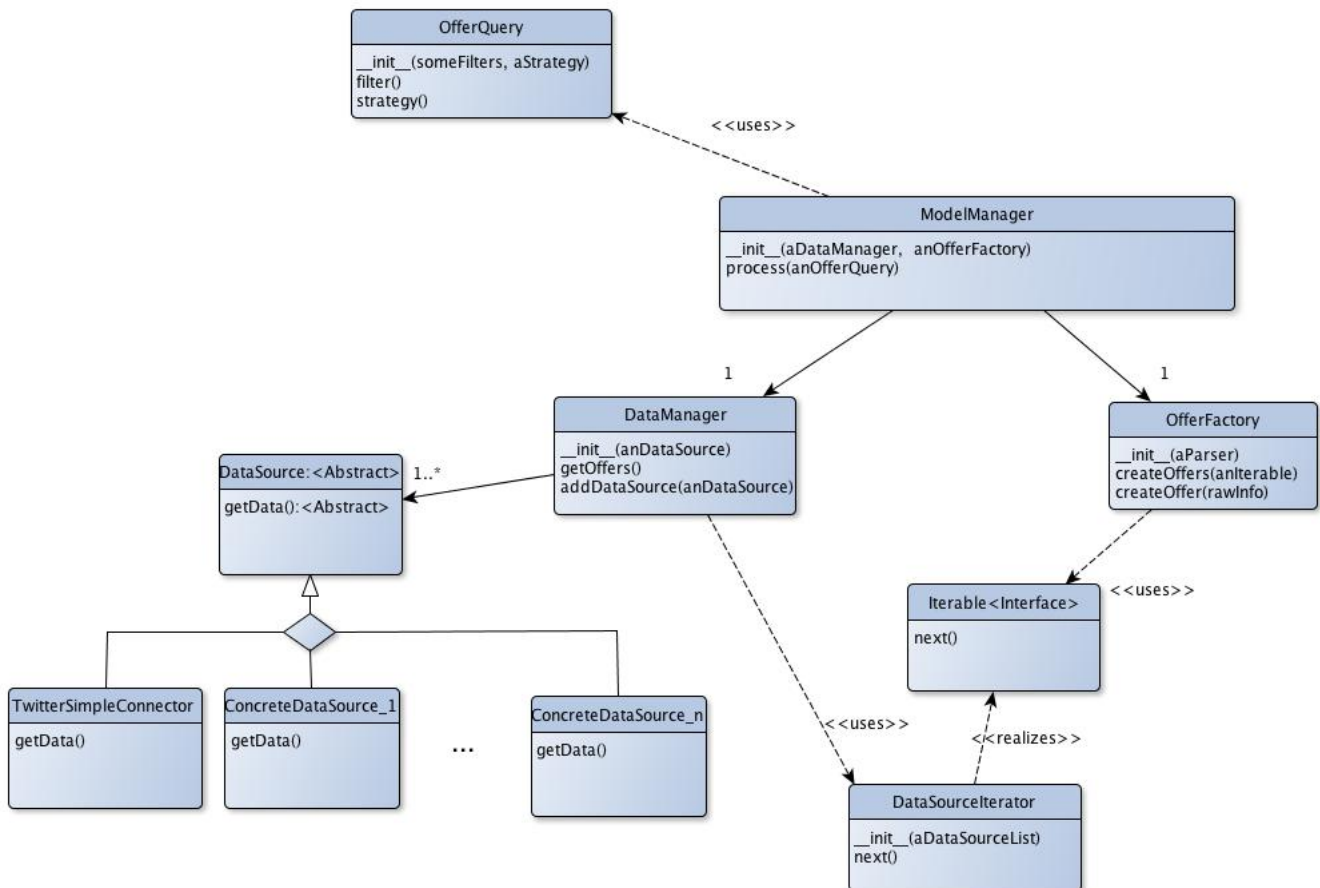 OfferQuery
__init__(someFilters, aStrategy)
filter()
strategy()
<<uses>>
ModelManager
__init__(aDataManager, anOfferFactory)
process(anOfferQuery)
1
1
DataManager
__init__(anDataSource)
getOffers()
addDataSource(anDataSource)
OfferFactory
__init__(aParser)
createOffers(anIterable)
createOffer(rawInfo)
DataSource:<Abstract>
getData():<Abstract>
1..*
<<uses>>
Iterable<Interface>
next()
TwitterSimpleConnector
getData()
ConcreteDataSource_1
getData()
...
ConcreteDataSource_n
getData()
<<uses>>
<<realizes>>
DataSourceIterator
__init__(aDataSourceList)
next()